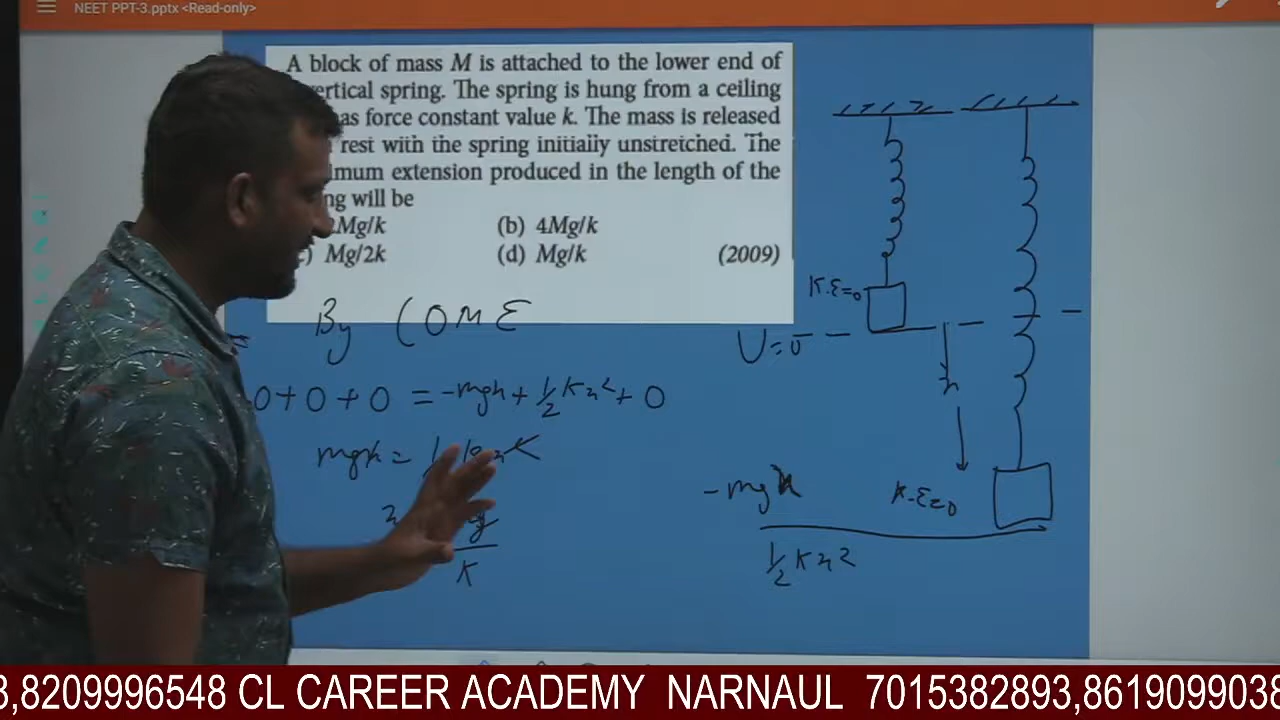 NEET PPT-3.pptx <Read-only>
A block of mass M is attached to the lower end of
vertical spring. The spring is hung from a ceiling
has force constant value k. The mass is released
rest with the spring initially unstretched. The
mum extension produced in the length of the
ng will be
Mg/k
(b) 4Mg/k
) Mg/2k
(d) Mg/k
(2009)
By COME
0+0+0 = -mgh + 1/2 Kx² + 0
mgx =
K
K.E=0
U=0
K.E=0
-mgx
1/2 Kx²
8,8209996548 CL CAREER ACADEMY NARNAUL 7015382893,8619099038